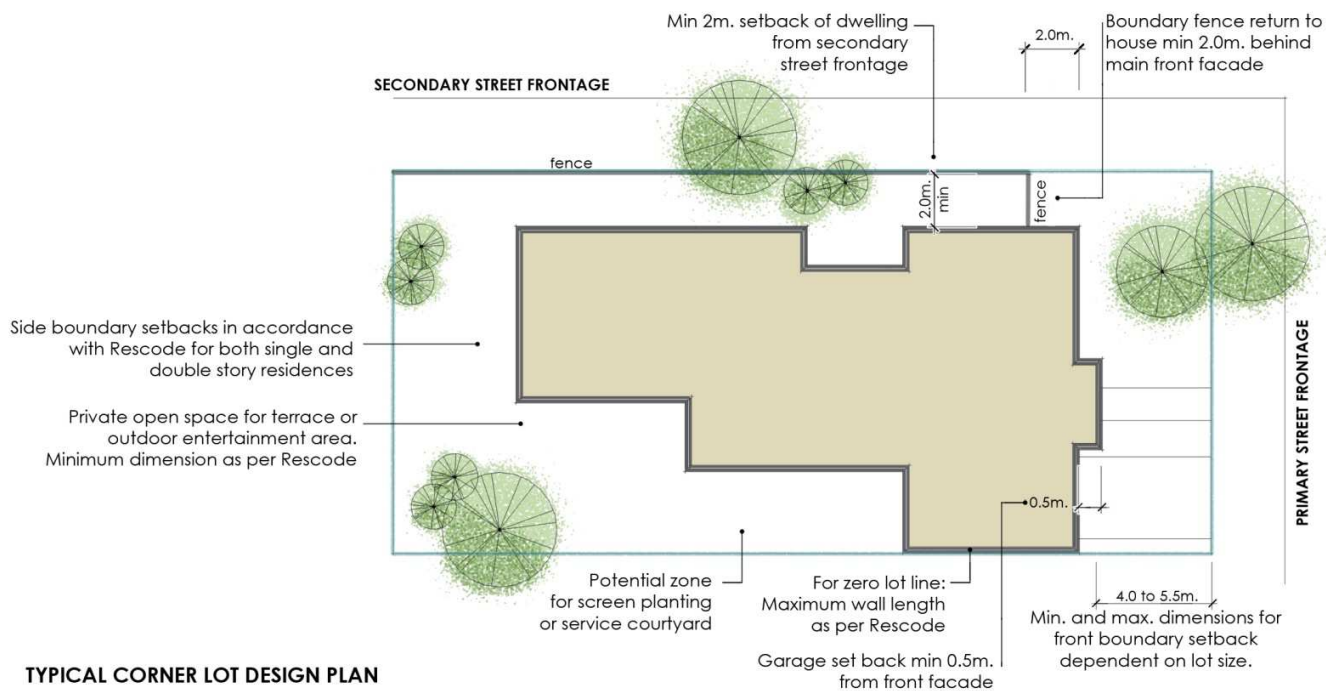 Min 2m. setback of dwelling
from secondary
street frontage
2.0m.
Boundary fence return to
house min 2.0m. behind
main front facade
SECONDARY STREET FRONTAGE
fence
2.0m.
min
fence
Side boundary setbacks in accordance
with Rescode for both single and
double story residences
Private open space for terrace or
outdoor entertainment area.
Minimum dimension as per Rescode
PRIMARY STREET FRONTAGE
0.5m.
Potential zone
for screen planting
or service courtyard
For zero lot line:
Maximum wall length
as per Rescode
Garage set back min 0.5m.
from front facade
4.0 to 5.5m.
Min. and max. dimensions for
front boundary setback
dependent on lot size.
TYPICAL CORNER LOT DESIGN PLAN